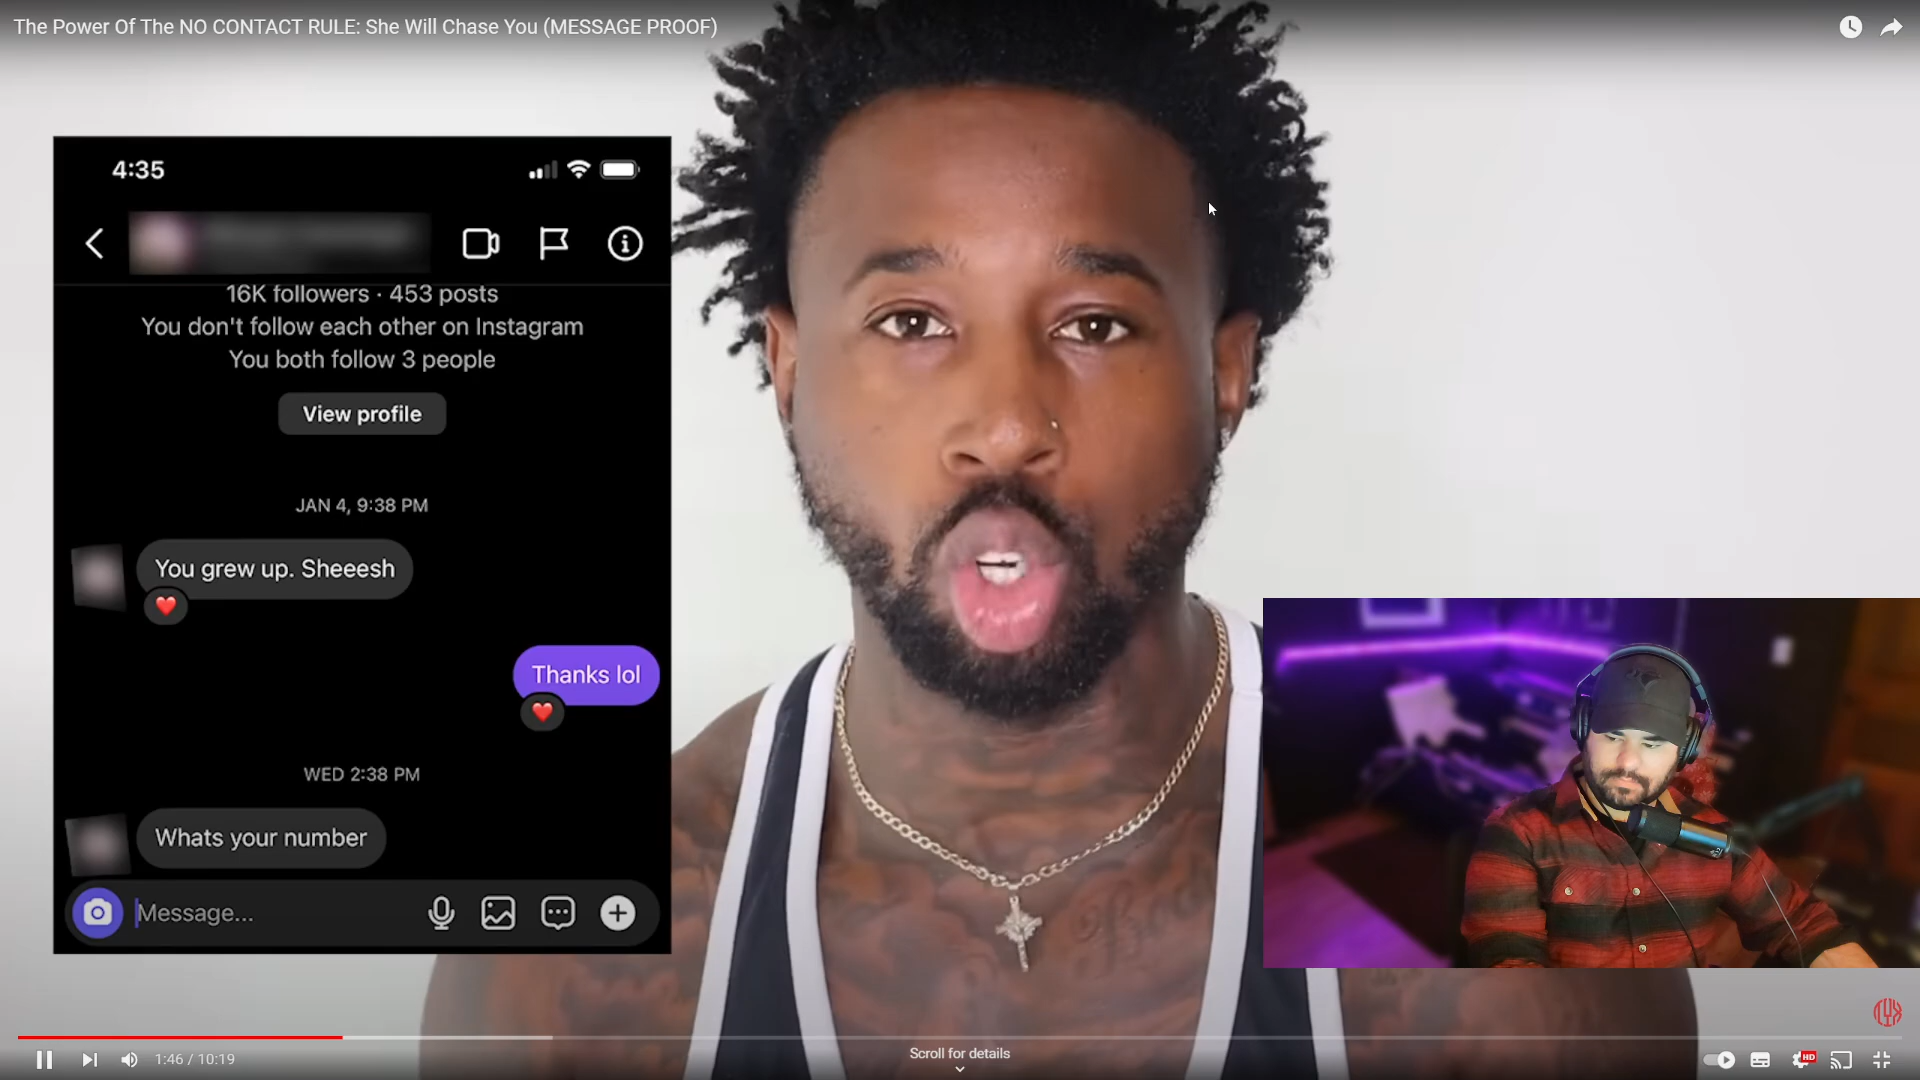 The Power Of The NO CONTACT RULE: She Will Chase You (MESSAGE PROOF)
4:35
16K followers · 453 posts
You don't follow each other on Instagram
You both follow 3 people
View profile
JAN 4, 9:38 PM
You grew up. Sheeesh
Thanks lol
WED 2:38 PM
Whats your number
Message...
1:46 / 10:19
Scroll for details
HD